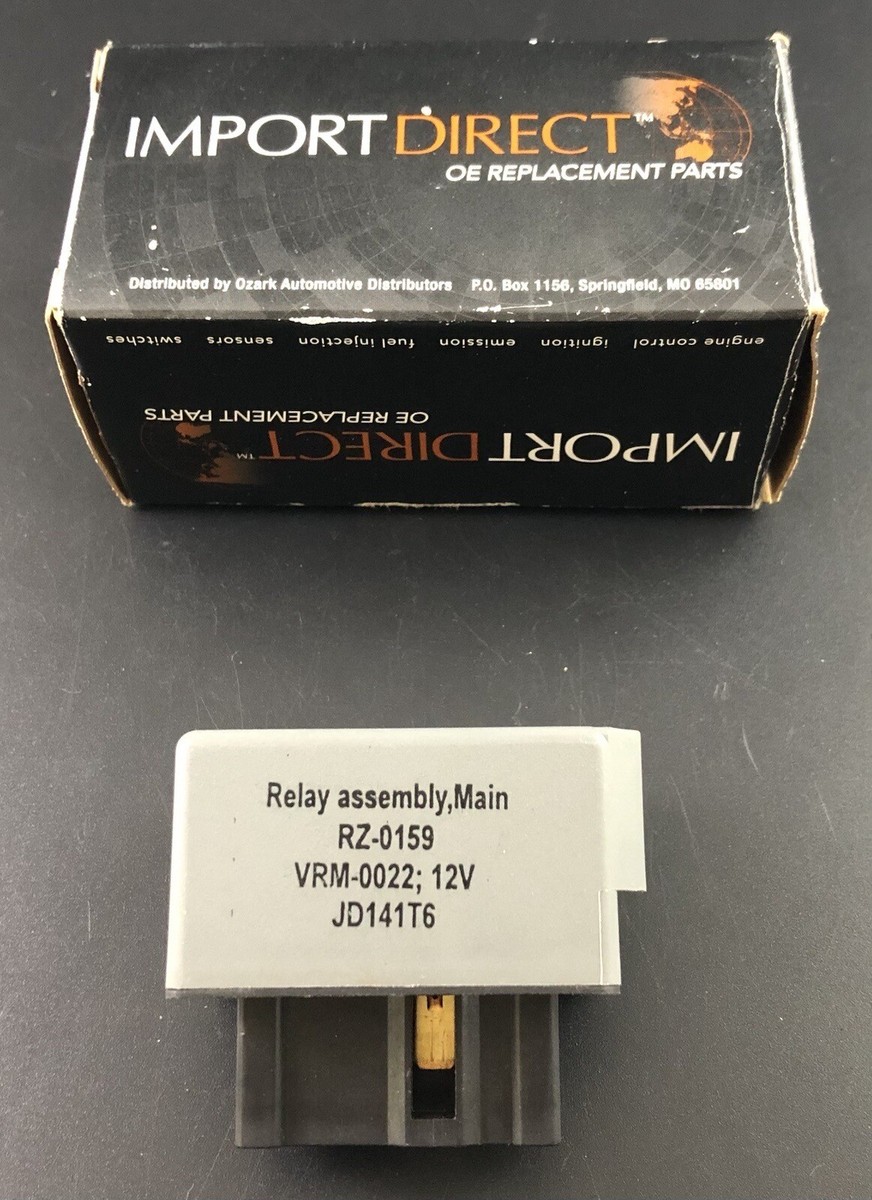 IMPORT DIRECT™
OE REPLACEMENT PARTS
Distributed by Ozark Automotive Distributors P.O. Box 1156, Springfield, MO 65801
engine control ignition emission fuel injection sensors switches
IMPORT DIRECT™
OE REPLACEMENT PARTS
Relay assembly,Main
RZ-0159
VRM-0022; 12V
JD141T6